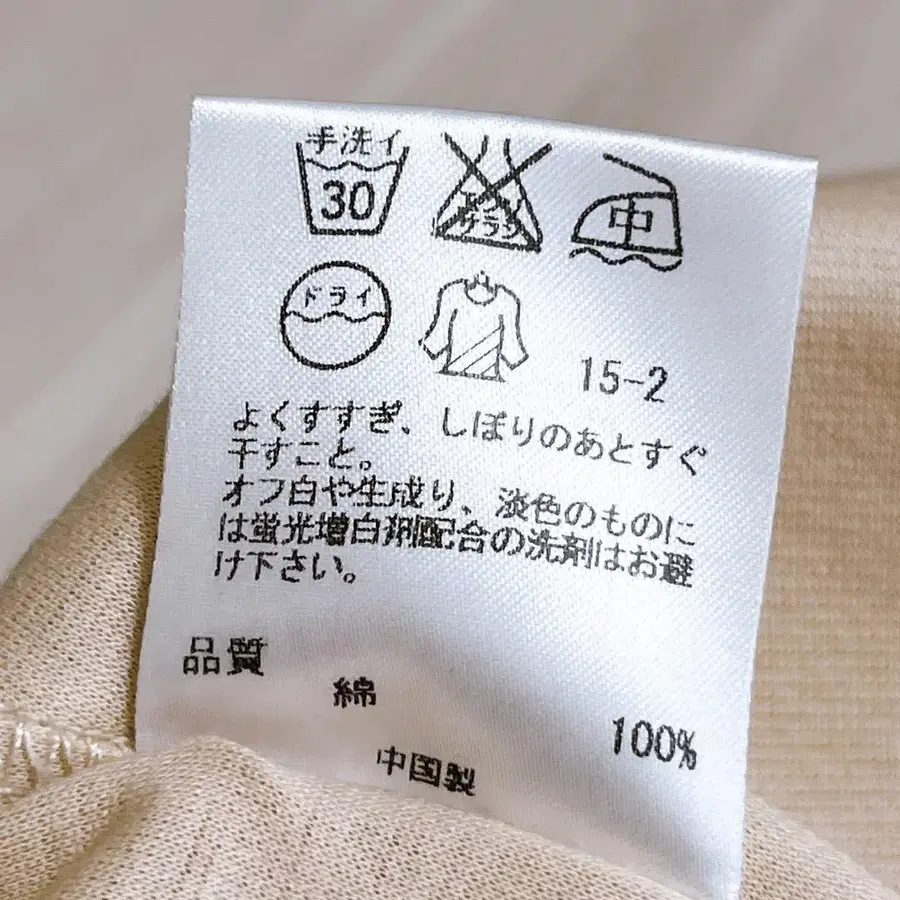 手洗イ
30
エンソ
サラシ
中
ドライ
15-2
よくすすぎ、しぼりのあとすぐ
干すこと。
オフ白や生成り、淡色のものに
は蛍光増白剤配合の洗剤はお避
け下さい。
品質
綿
100%
中国製